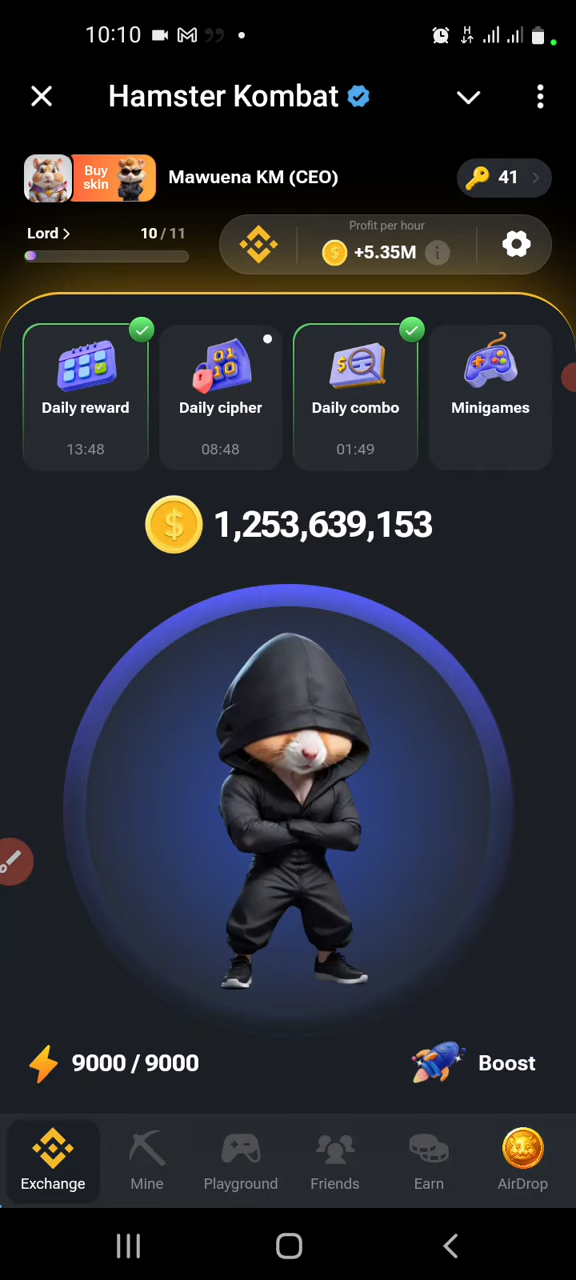 10:10
Hamster Kombat
Buy
skin
Mawuena KM (CEO)
41
Lord
10 / 11
Profit per hour
+5.35M
Daily reward
13:48
Daily cipher
08:48
Daily combo
01:49
Minigames
1,253,639,153
9000 / 9000
Boost
Exchange
Mine
Playground
Friends
Earn
AirDrop